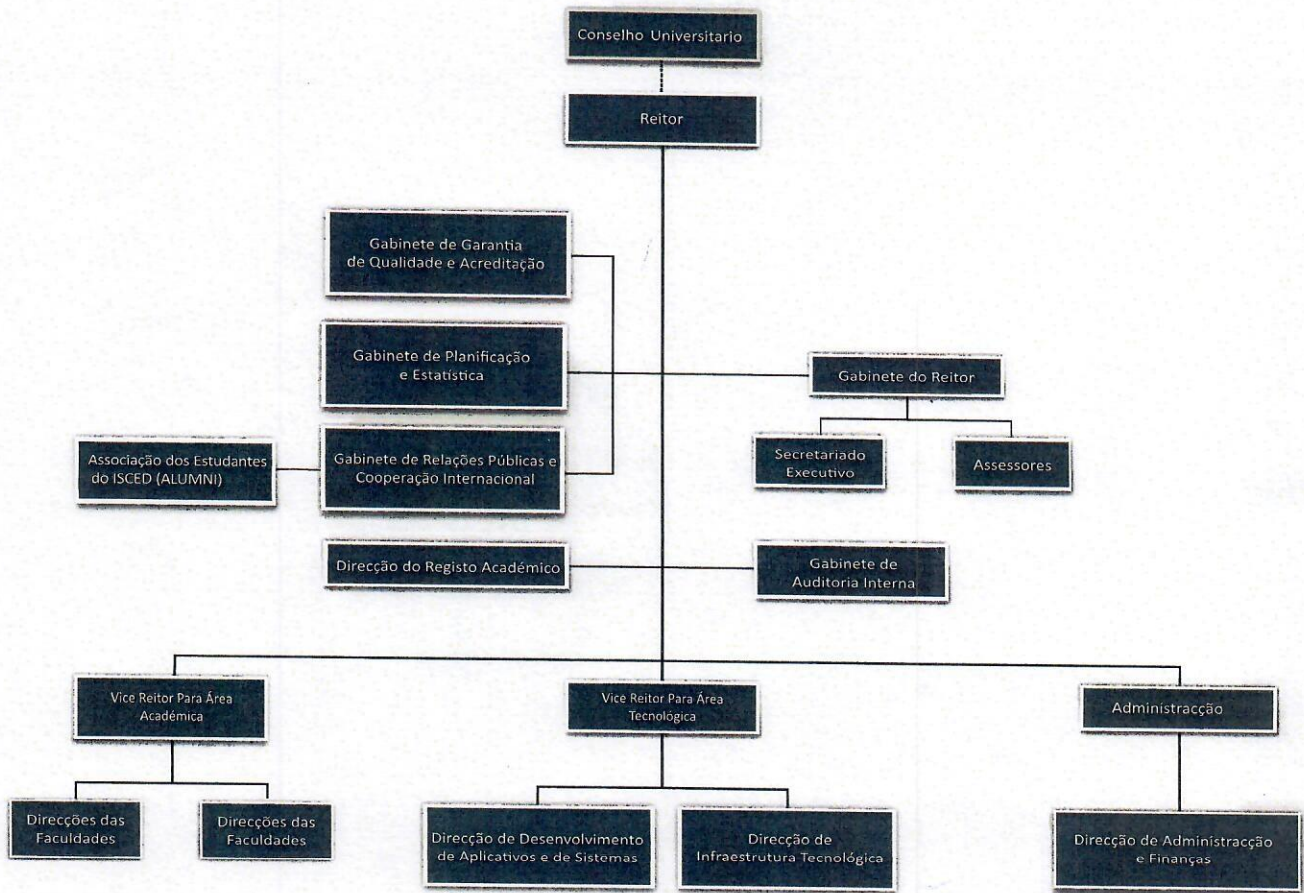 Conselho Universitario
Reitor
Gabinete de Garantia
de Qualidade e Acreditação
Gabinete de Planificação
e Estatística
Gabinete do Reitor
Associação dos Estudantes
do ISCED (ALUMNI)
Gabinete de Relações Públicas e
Cooperação Internacional
Secretariado
Executivo
Assessores
Direcção do Registo Académico
Gabinete de
Auditoria Interna
Vice Reitor Para Área
Académica
Vice Reitor Para Área
Tecnológica
Administracção
Direcções das
Faculdades
Direcções das
Faculdades
Direcção de Desenvolvimento
de Aplicativos e de Sistemas
Direcção de
Infraestrutura Tecnológica
Direcção de Administracção
e Finanças